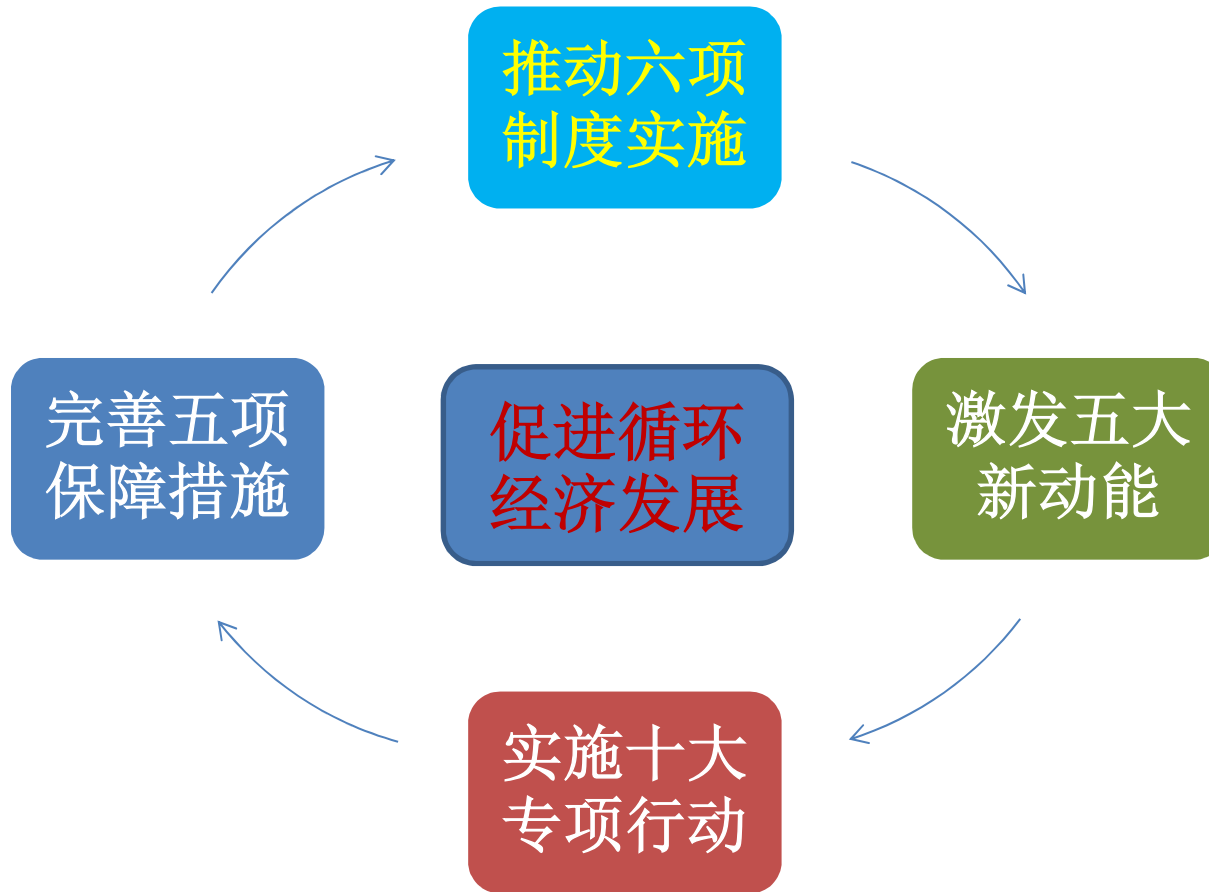 推动六项
制度实施
完善五项
保障措施
促进循环
经济发展
激发五大
新动能
实施十大
专项行动